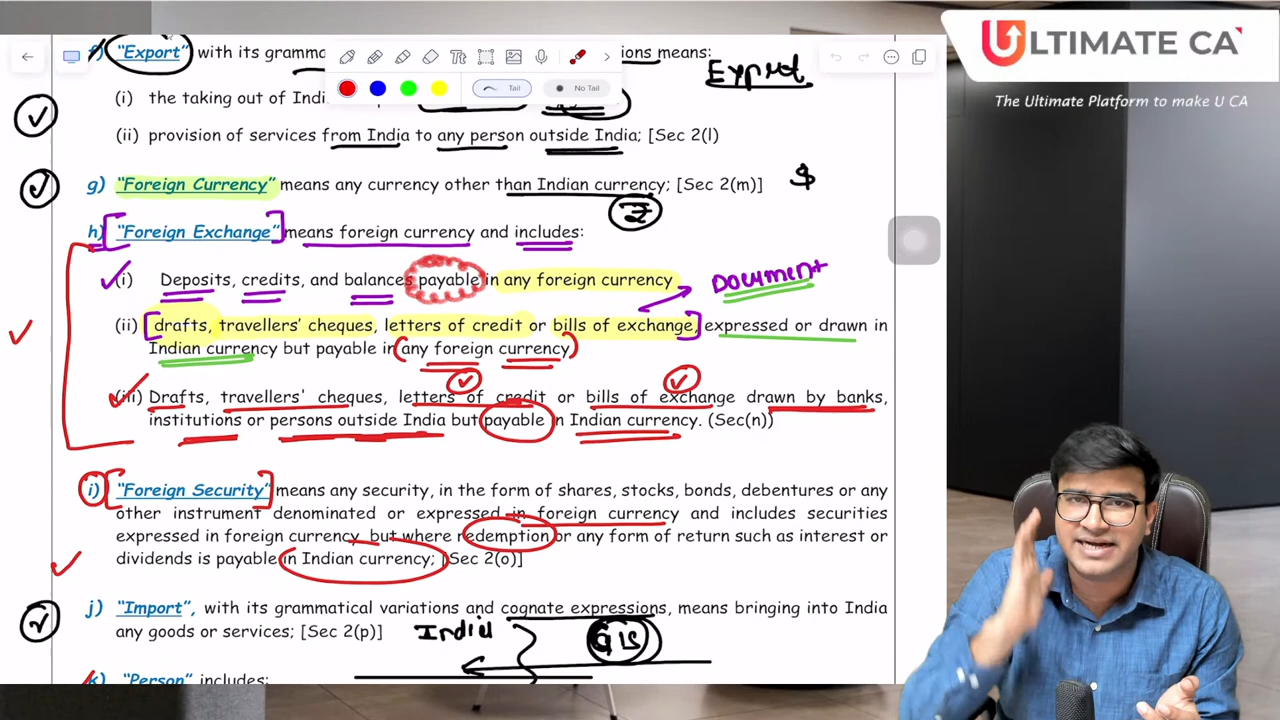 ULTIMATE CA
The Ultimate Platform to make U CA
f) "Export" with its gramma ions means:
Export
Tail
No Tail
(i) the taking out of Indi
(ii) provision of services from India to any person outside India; [Sec 2(l)
g) "Foreign Currency" means any currency other than Indian currency; [Sec 2(m)] $
₹
h) "Foreign Exchange" means foreign currency and includes:
(i) Deposits, credits, and balances payable in any foreign currency
Document
(ii) drafts, travellers' cheques, letters of credit or bills of exchange, expressed or drawn in
Indian currency but payable in any foreign currency
(iii) Drafts, travellers' cheques, letters of credit or bills of exchange drawn by banks,
institutions or persons outside India but payable in Indian currency. (Sec(n))
i) "Foreign Security" means any security, in the form of shares, stocks, bonds, debentures or any
other instrument denominated or expressed in foreign currency and includes securities
expressed in foreign currency, but where redemption or any form of return such as interest or
dividends is payable in Indian currency; [Sec 2(o)]
j) "Import", with its grammatical variations and cognate expressions, means bringing into India
any goods or services; [Sec 2(p)]
India
k) "Person" includes: